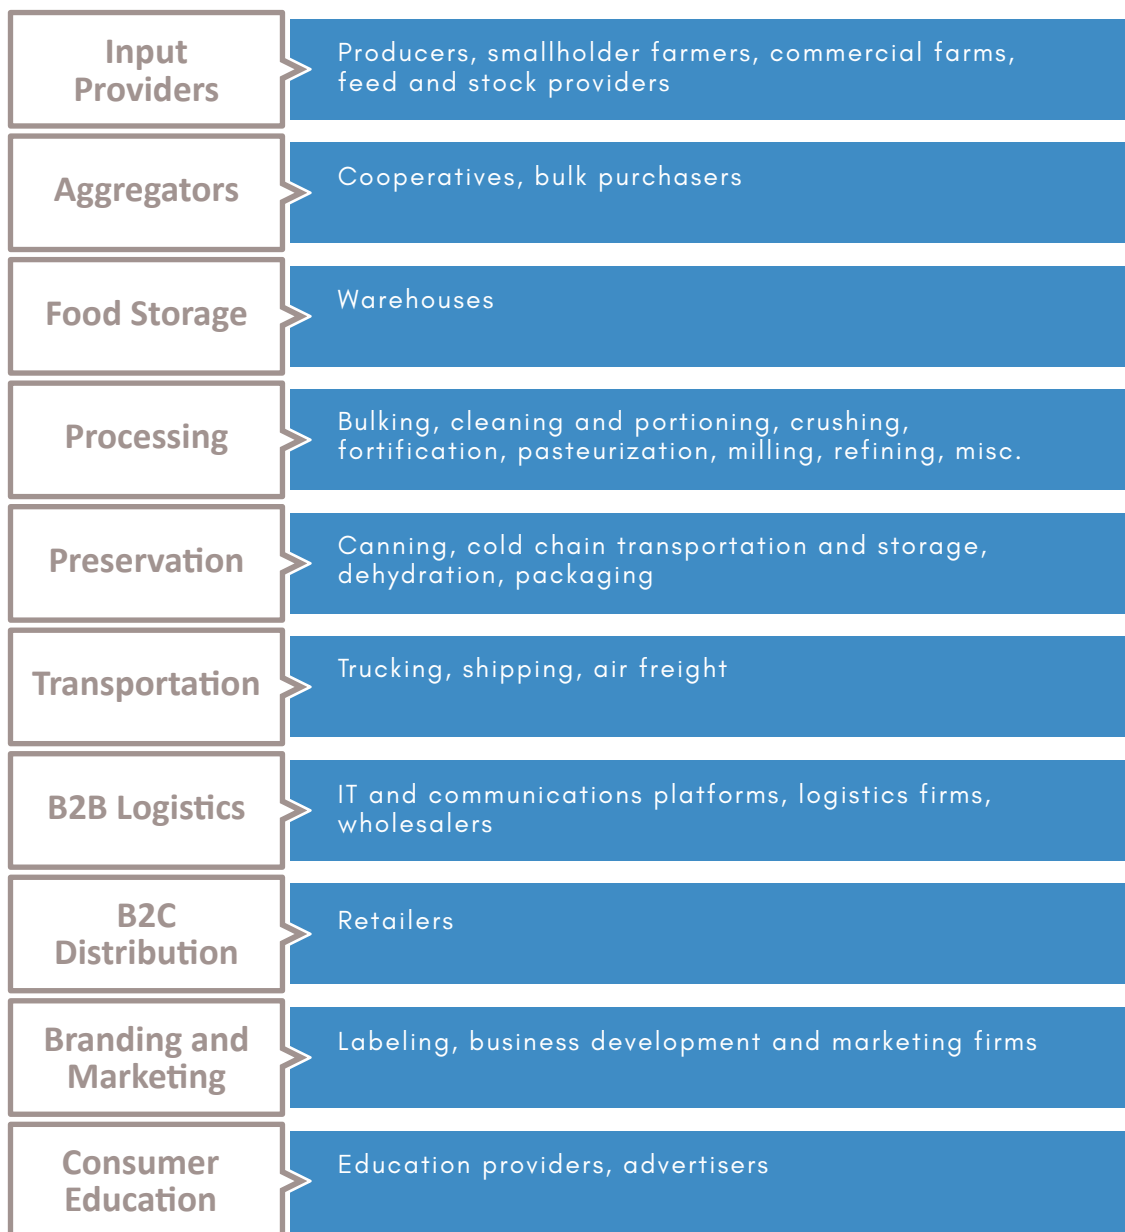 Input
Providers
Producers, smallholder farmers, commercial farms,
feed and stock providers
Aggregators
Cooperatives, bulk purchasers
Food Storage
Warehouses
Processing
Bulking, cleaning and portioning, crushing,
fortification, pasteurization, milling, refining, misc.
Preservation
Canning, cold chain transportation and storage,
dehydration, packaging
Transportation
Trucking, shipping, air freight
B2B Logistics
IT and communications platforms, logistics firms,
wholesalers
B2C
Distribution
Retailers
Branding and
Marketing
Labeling, business development and marketing firms
Consumer
Education
Education providers, advertisers